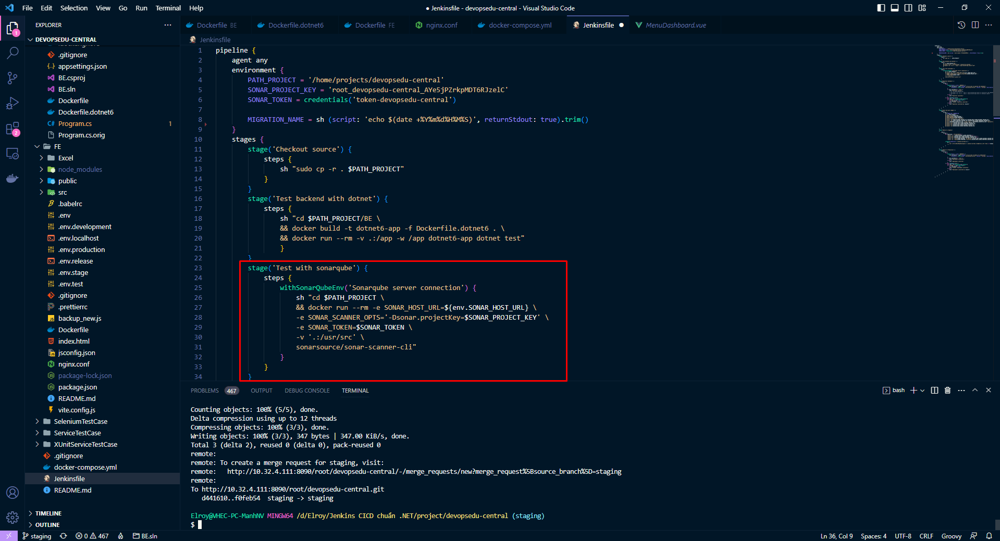 File Edit Selection View Go Run Terminal Help
● Jenkinsfile - devopsedu-central - Visual Studio Code
EXPLORER
DEVOPSEDU-CENTRAL
.gitignore
appsettings.json
BE.csproj
BE.sln
Dockerfile
Dockerfile.dotnet6
Program.cs 1
Program.cs.orig
FE
Excel
node_modules
public
src
.babelrc
.env
.env.development
.env.localhost
.env.production
.env.release
.env.stage
.env.test
.gitignore
.prettierrc
backup_new.js
Dockerfile
index.html
jsconfig.json
nginx.conf
package-lock.json
package.json
README.md
vite.config.js
SeleniumTestCase
ServiceTestCase
XUnitServiceTestCase
.gitignore
docker-compose.yml
Jenkinsfile
README.md
TIMELINE
OUTLINE
1
2
Dockerfile BE Dockerfile.dotnet6 Dockerfile FE nginx.conf docker-compose.yml Jenkinsfile ● MenuDashboard.vue
Jenkinsfile
1 pipeline {
2 agent any
3 environment {
4 PATH_PROJECT = '/home/projects/devopsedu-central'
5 SONAR_PROJECT_KEY = 'root_devopsedu-central_AYe5jPZrkpMDT6RJzelC'
6 SONAR_TOKEN = credentials('token-devopsedu-central')
7
8 MIGRATION_NAME = sh (script: 'echo $(date +%Y%m%d%H%M%S)', returnStdout: true).trim()
9 }
10 stages {
11 stage('Checkout source') {
12 steps {
13 sh "sudo cp -r . $PATH_PROJECT"
14 }
15 }
16 stage('Test backend with dotnet') {
17 steps {
18 sh "cd $PATH_PROJECT/BE \
19 && docker build -t dotnet6-app -f Dockerfile.dotnet6 . \
20 && docker run --rm -v .:/app -w /app dotnet6-app dotnet test"
21 }
22 }
23 stage('Test with sonarqube') {
24 steps {
25 withSonarQubeEnv('Sonarqube server connection') {
26 sh "cd $PATH_PROJECT \
27 && docker run --rm -e SONAR_HOST_URL=${env.SONAR_HOST_URL} \
28 -e SONAR_SCANNER_OPTS='-Dsonar.projectKey=$SONAR_PROJECT_KEY' \
29 -e SONAR_TOKEN=$SONAR_TOKEN \
30 -v '.:/usr/src' \
31 sonarsource/sonar-scanner-cli"
32 }
33 }
34 }
PROBLEMS 467 OUTPUT DEBUG CONSOLE TERMINAL
bash
Counting objects: 100% (5/5), done.
Delta compression using up to 12 threads
Compressing objects: 100% (3/3), done.
Writing objects: 100% (3/3), 347 bytes | 347.00 KiB/s, done.
Total 3 (delta 2), reused 0 (delta 0), pack-reused 0
remote:
remote: To create a merge request for staging, visit:
remote: http://10.32.4.111:8090/root/devopsedu-central/-/merge_requests/new?merge_request%5Bsource_branch%5D=staging
remote:
To http://10.32.4.111:8090/root/devopsedu-central.git
d441610..f0feb54 staging -> staging
Elroy@VHEC-PC-ManhNV MINGW64 /d/Elroy/Jenkins CICD chuẩn .NET/project/devopsedu-central (staging)
$
staging 0 467 BE.sln
Ln 36, Col 9 Spaces: 4 UTF-8 CRLF Groovy